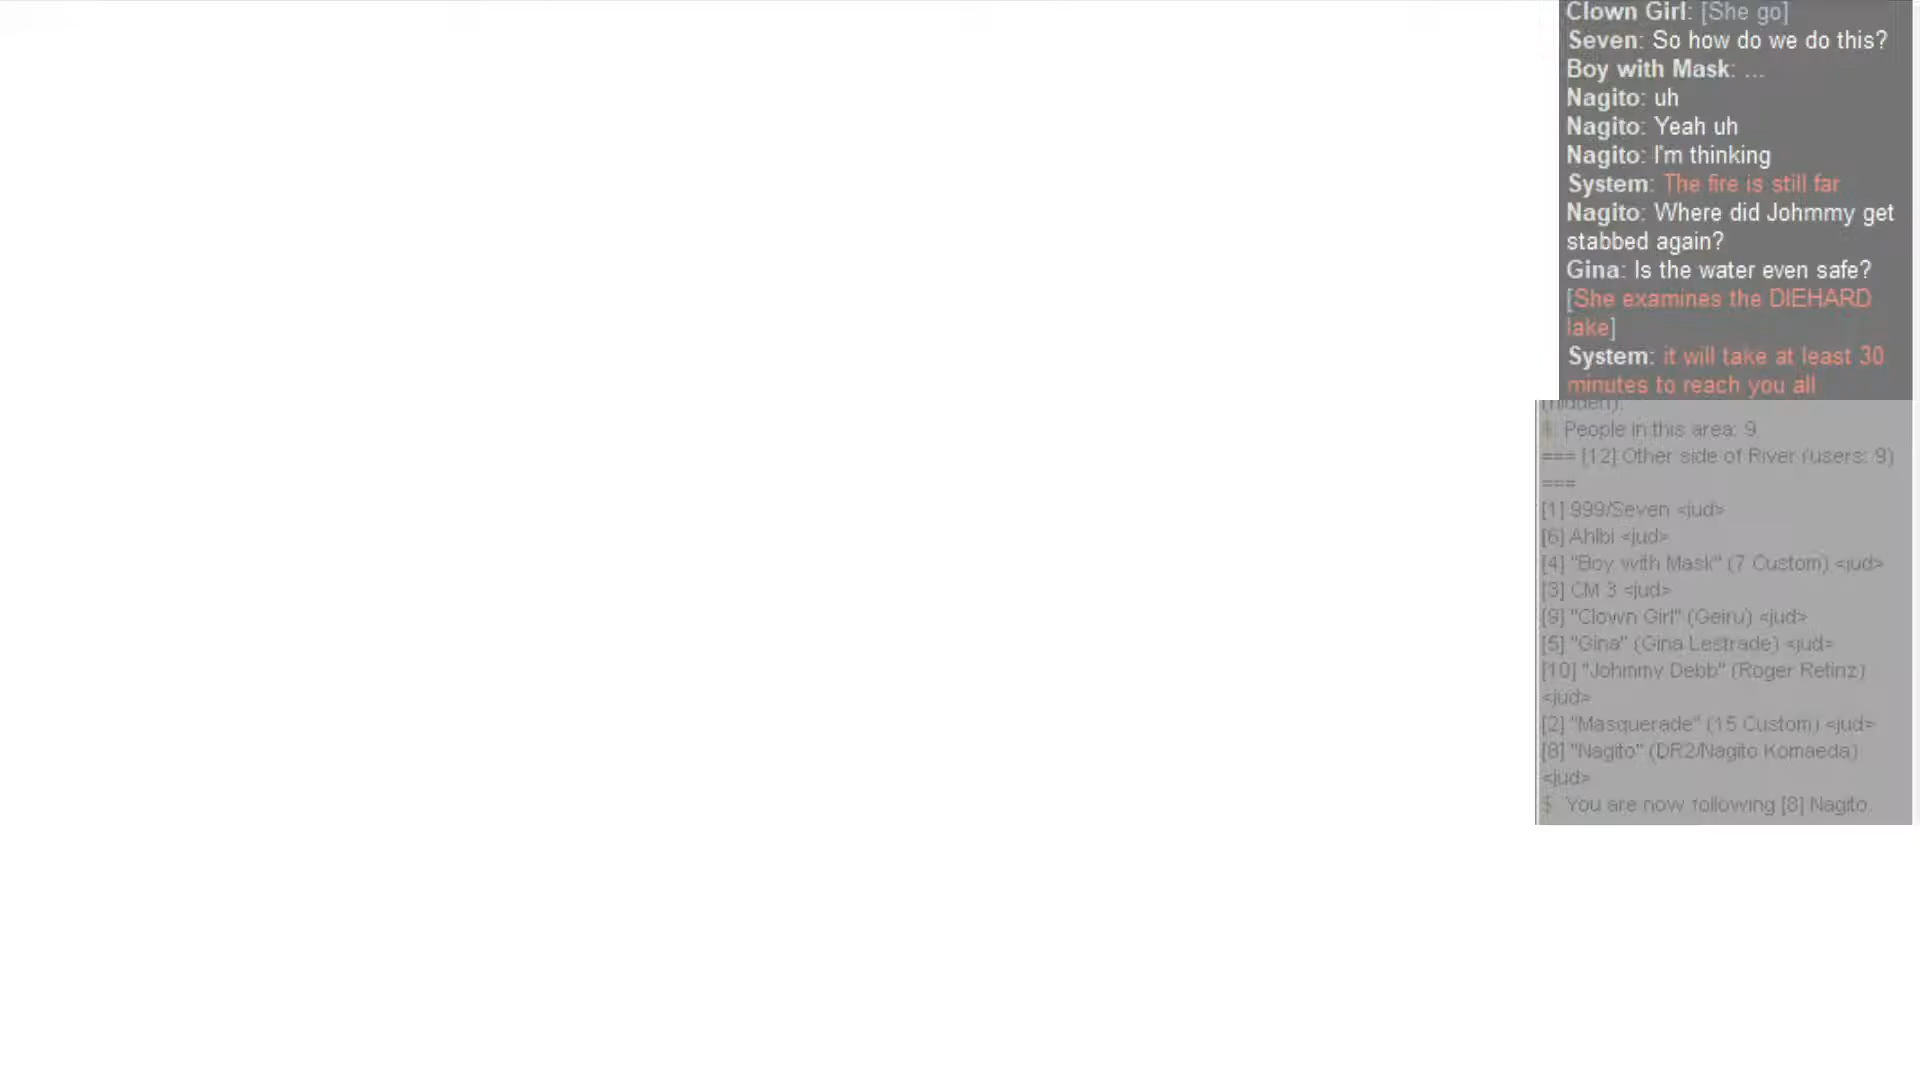 Clown Girl: [She go]
Seven: So how do we do this?
Boy with Mask: ...
Nagito: uh
Nagito: Yeah uh
Nagito: I'm thinking
System: The fire is still far
Nagito: Where did Johmmy get
stabbed again?
Gina: Is the water even safe?
[She examines the DIEHARD
lake]
System: it will take at least 30
minutes to reach you all
(hidden).
$: People in this area: 9
=== [12] Other side of River (users: 9)
===
[1] 999/Seven <jud>
[6] Ahlbi <jud>
[4] "Boy with Mask" (7 Custom) <jud>
[3] CM 3 <jud>
[9] "Clown Girl" (Geiru) <jud>
[5] "Gina" (Gina Lestrade) <jud>
[10] "Johmmy Debb" (Roger Retinz)
<jud>
[2] "Masquerade" (15 Custom) <jud>
[8] "Nagito" (DR2/Nagito Komaeda)
<jud>
$: You are now following [8] Nagito.